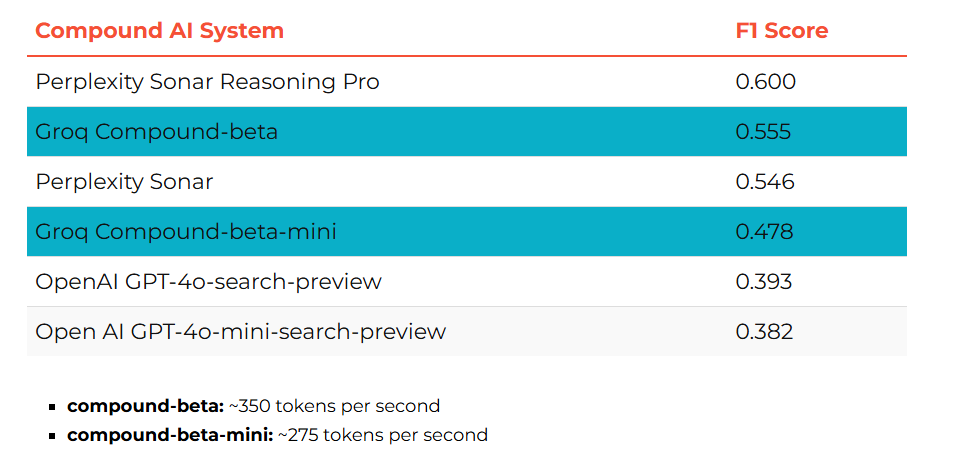 Compound AI System F1 Score
Perplexity Sonar Reasoning Pro 0.600
Groq Compound-beta 0.555
Perplexity Sonar 0.546
Groq Compound-beta-mini 0.478
OpenAI GPT-4o-search-preview 0.393
Open AI GPT-4o-mini-search-preview 0.382
▪ compound-beta: ~350 tokens per second
▪ compound-beta-mini: ~275 tokens per second